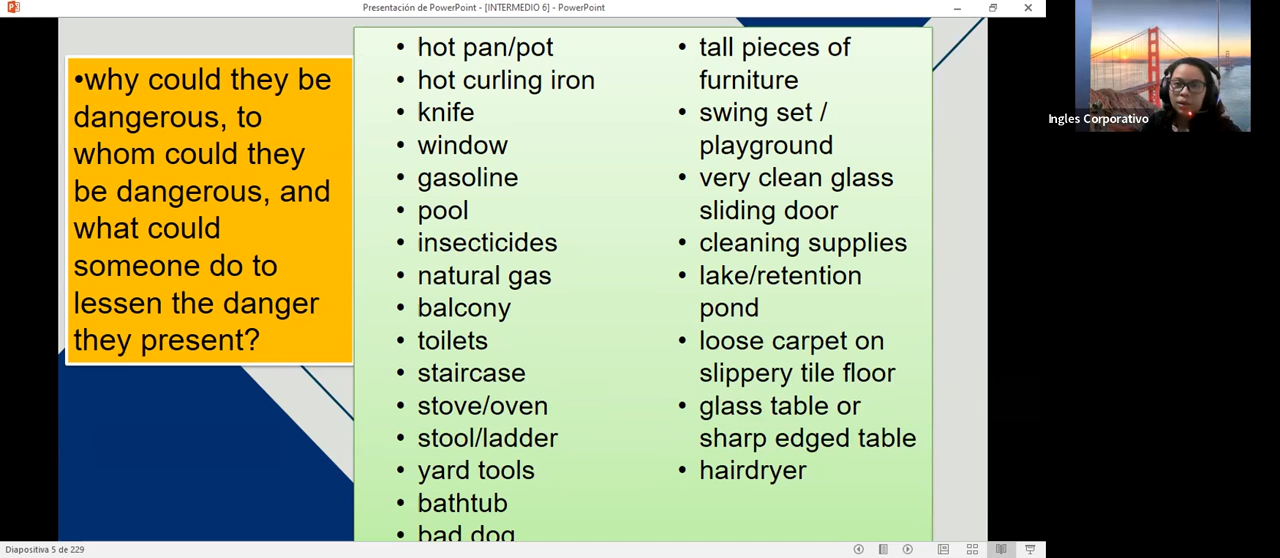 Presentación de PowerPoint - [INTERMEDIO 6] - PowerPoint
•why could they be
dangerous, to
whom could they
be dangerous, and
what could
someone do to
lessen the danger
they present?
• hot pan/pot
• hot curling iron
• knife
• window
• gasoline
• pool
• insecticides
• natural gas
• balcony
• toilets
• staircase
• stove/oven
• stool/ladder
• yard tools
• bathtub
• bad dog
• tall pieces of
furniture
• swing set /
playground
• very clean glass
sliding door
• cleaning supplies
• lake/retention
pond
• loose carpet on
slippery tile floor
• glass table or
sharp edged table
• hairdryer
Ingles Corporativo
Diapositiva 5 de 229